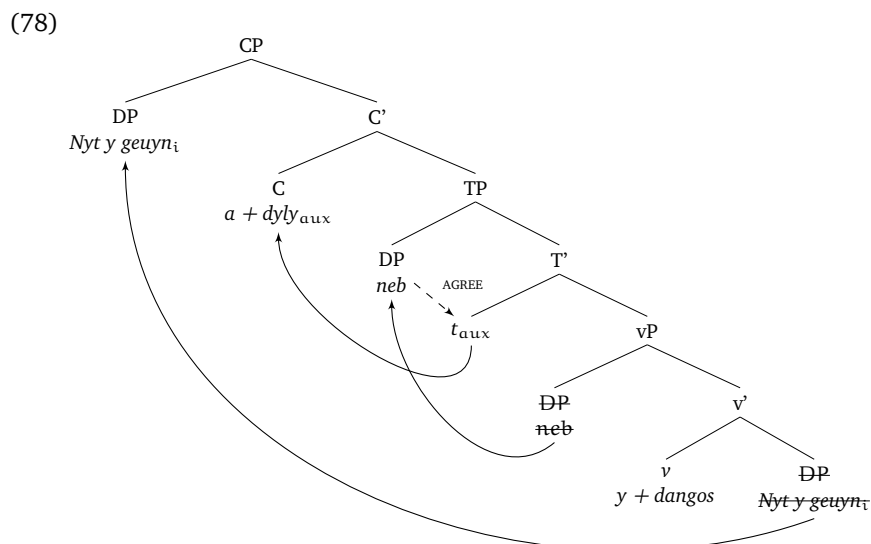 (78)
CP
DP C'
Nyt y geuyn_i
C TP
a + dyly_aux
DP T'
neb AGREE
t_aux vP
DP v'
neb
v DP
y + dangos Nyt y geuyn_i